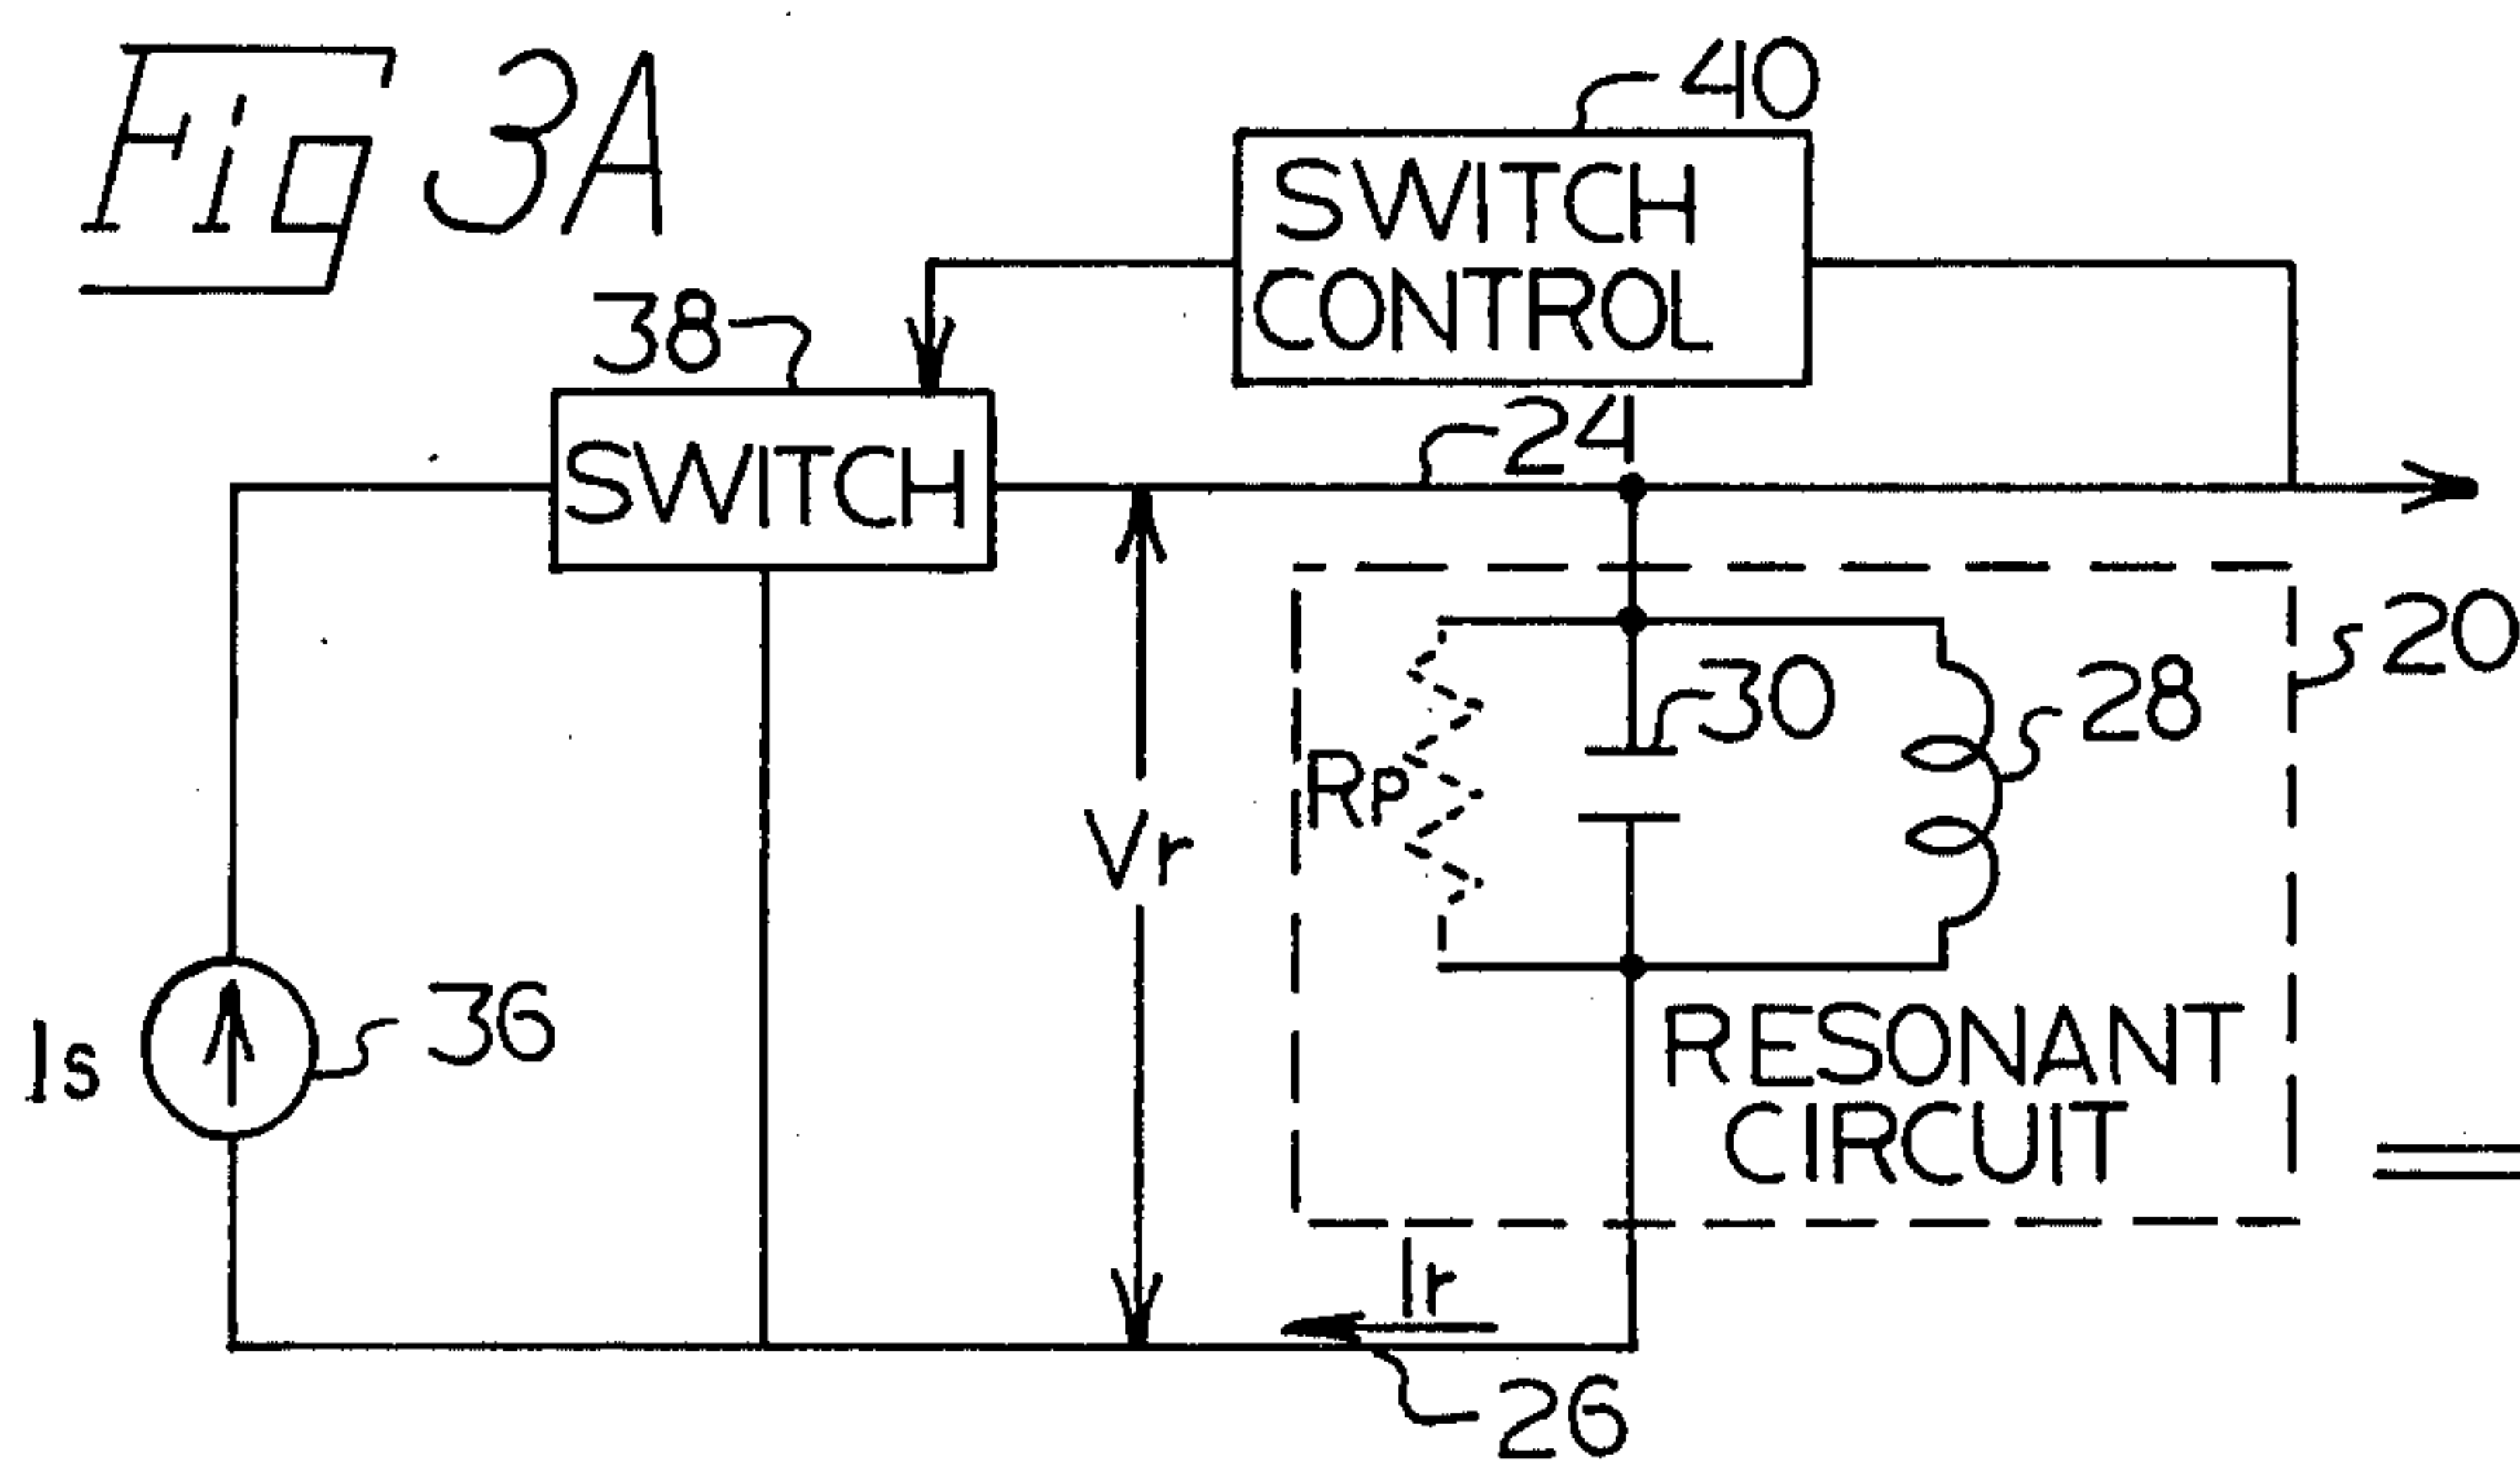 Fig 3A
40
SWITCH
CONTROL
38
24
SWITCH
20
30
28
Rp
Vr
36
Is
RESONANT
CIRCUIT
Ir
26